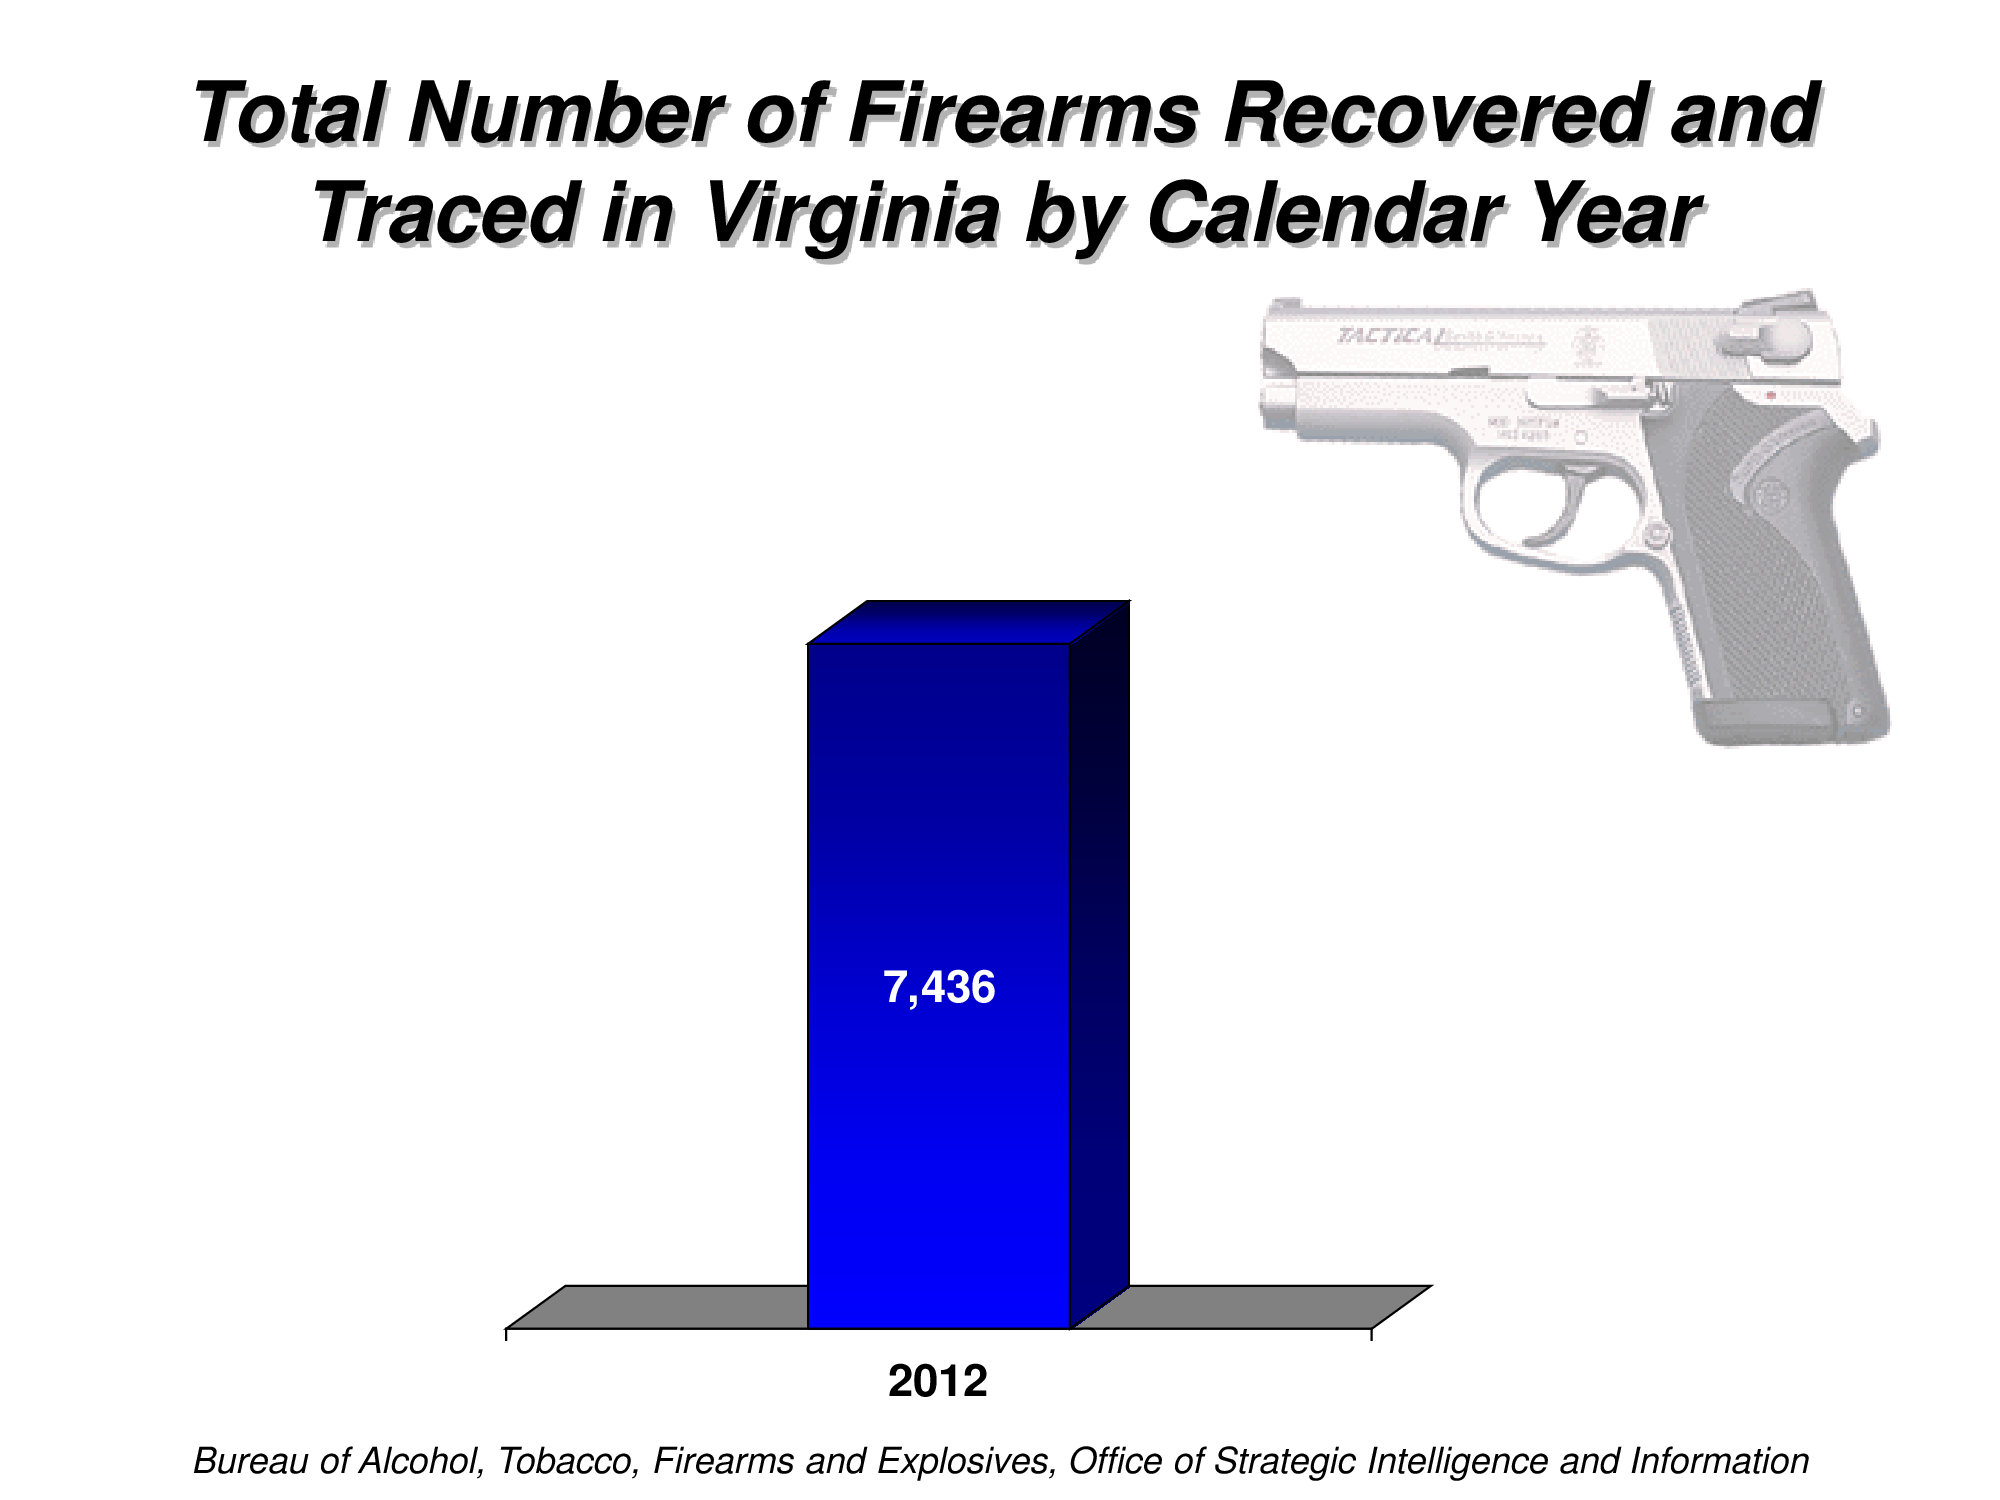 Total Number of Firearms Recovered and
Traced in Virginia by Calendar Year
TACTICAL
7,436
2012
Bureau of Alcohol, Tobacco, Firearms and Explosives, Office of Strategic Intelligence and Information